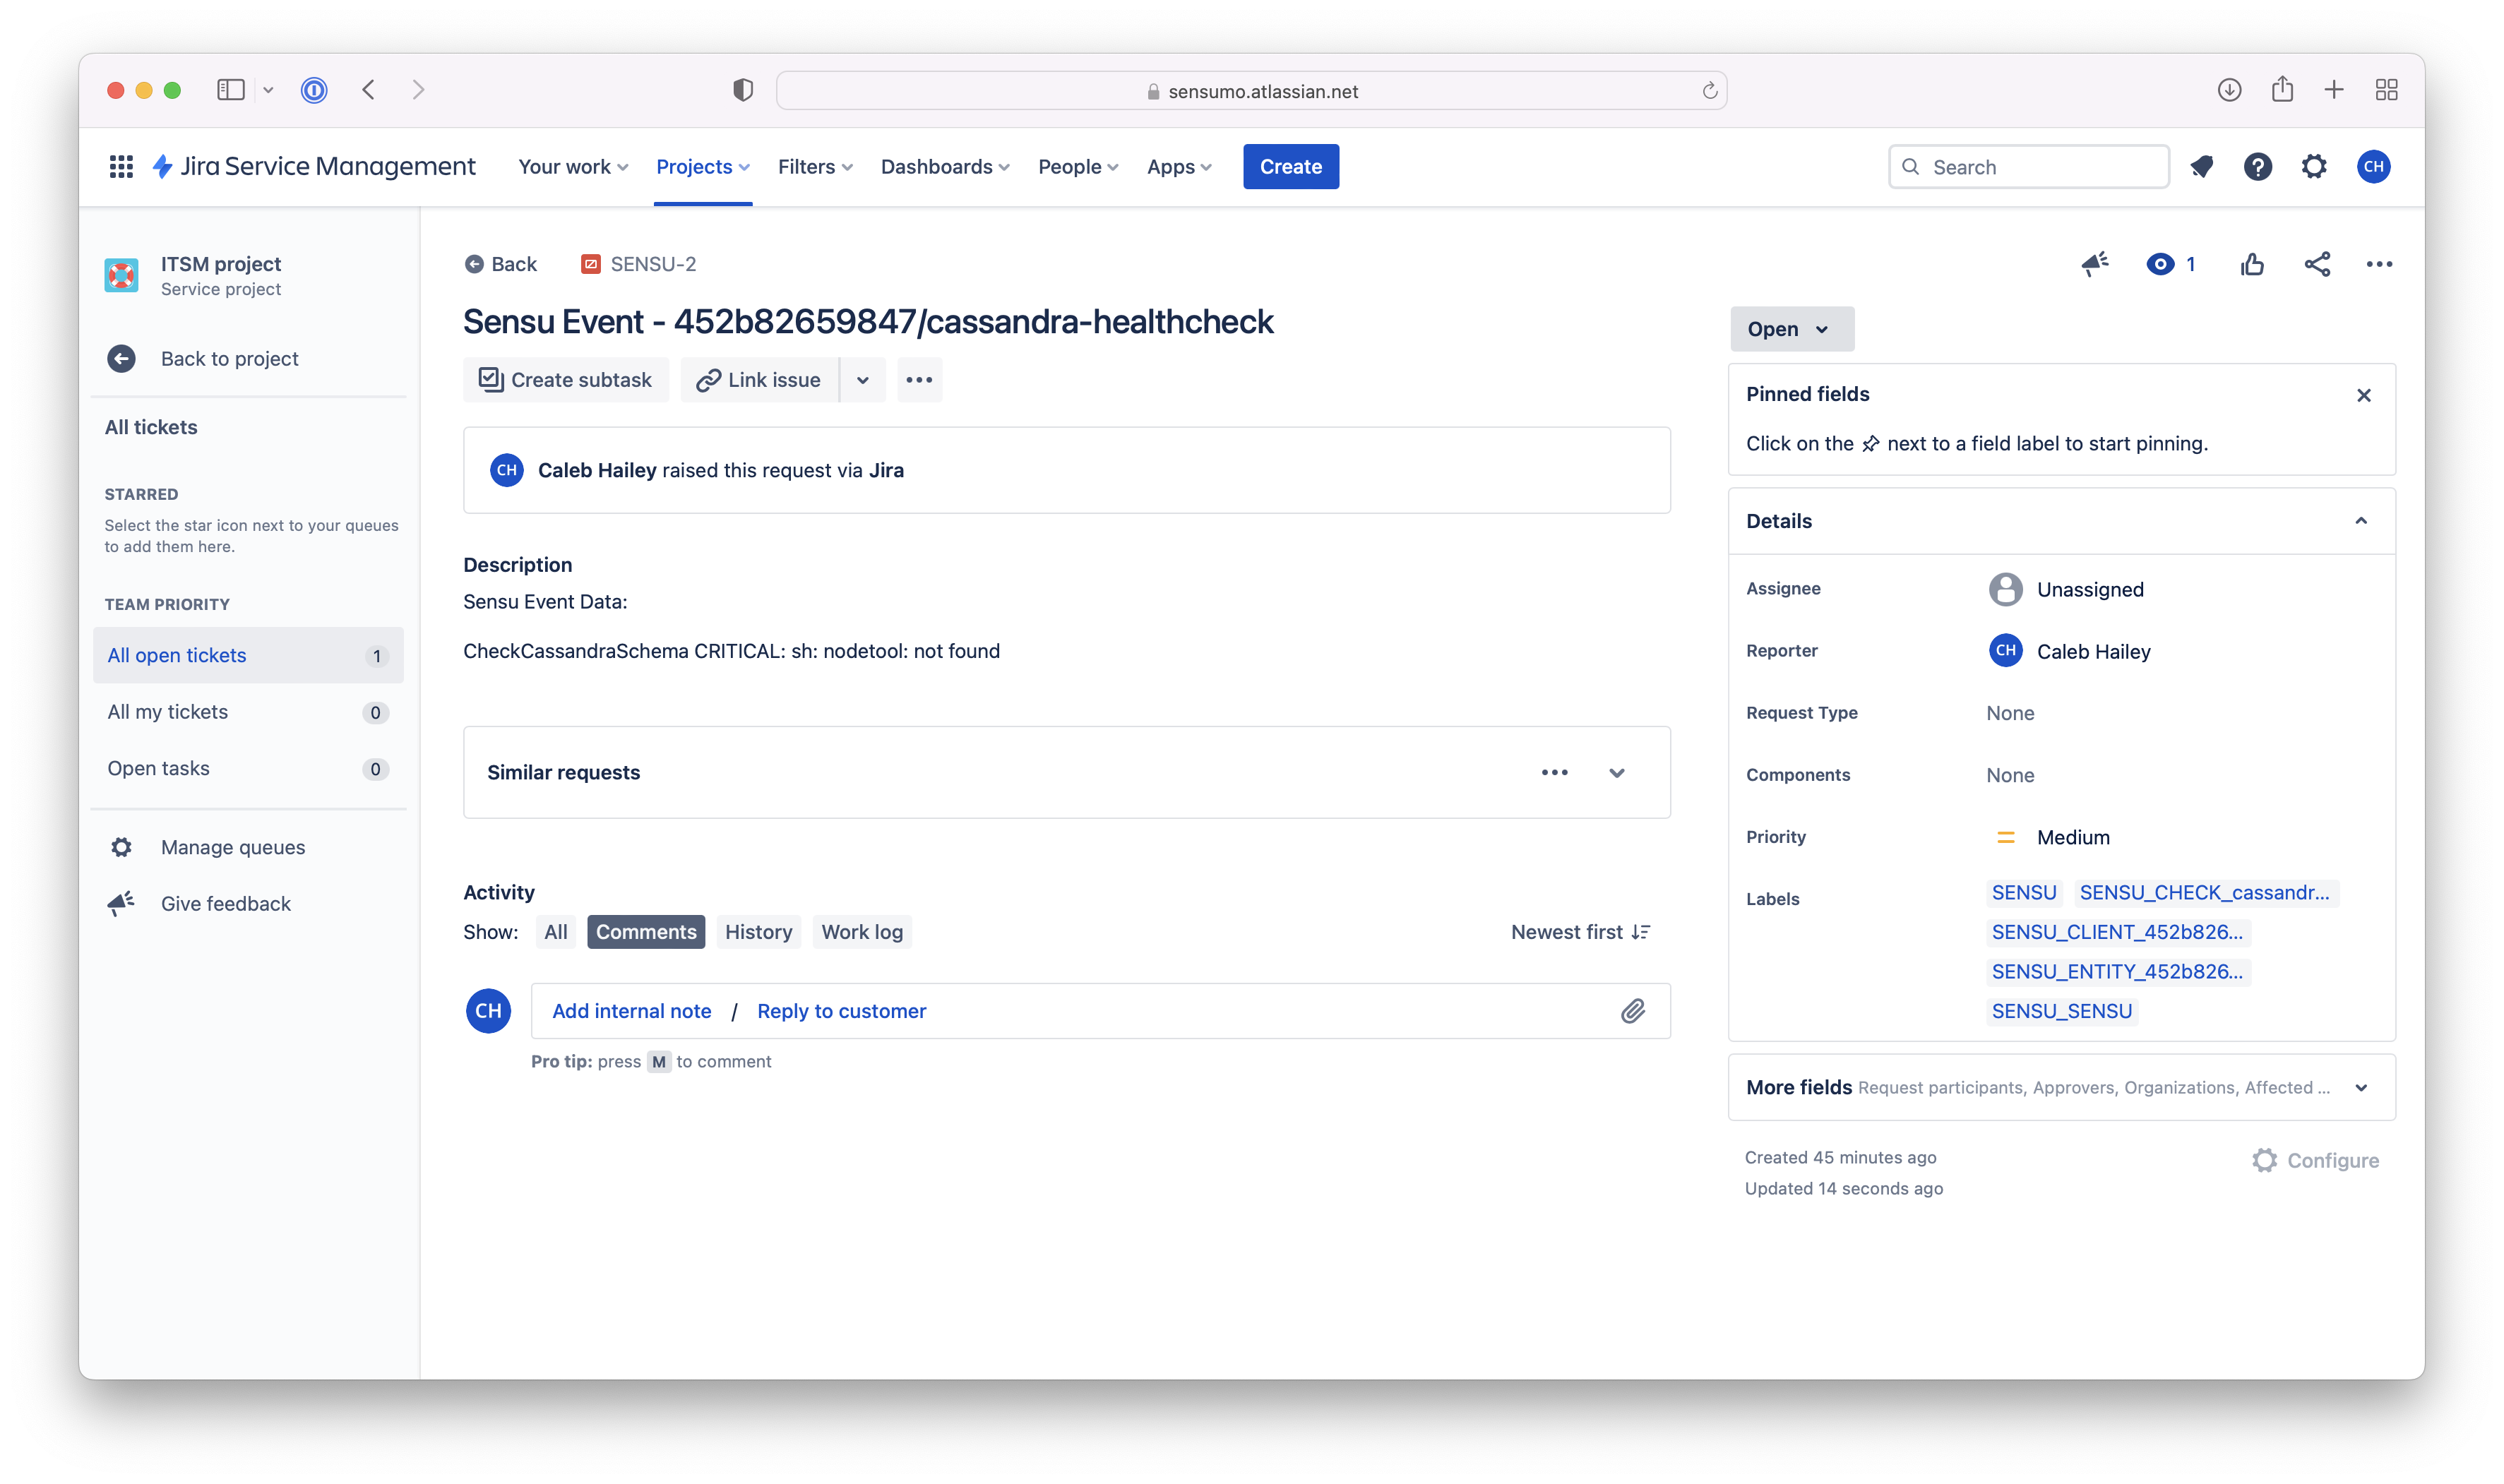 sensumo.atlassian.net
Jira Service Management
Your work
Projects
Filters
Dashboards
People
Apps
Create
Search
CH
ITSM project
Service project
Back to project
All tickets
STARRED
Select the star icon next to your queues
to add them here.
TEAM PRIORITY
All open tickets 1
All my tickets 0
Open tasks 0
Manage queues
Give feedback
Back SENSU-2
1
Sensu Event - 452b82659847/cassandra-healthcheck
Create subtask
Link issue
CH Caleb Hailey raised this request via Jira
Description
Sensu Event Data:
CheckCassandraSchema CRITICAL: sh: nodetool: not found
Similar requests
Activity
Show: All Comments History Work log Newest first
CH Add internal note / Reply to customer
Pro tip: press M to comment
Open
Pinned fields
Click on the next to a field label to start pinning.
Details
Assignee Unassigned
Reporter CH Caleb Hailey
Request Type None
Components None
Priority Medium
Labels SENSU SENSU_CHECK_cassandr...
SENSU_CLIENT_452b826...
SENSU_ENTITY_452b826...
SENSU_SENSU
More fields Request participants, Approvers, Organizations, Affected ...
Created 45 minutes ago
Configure
Updated 14 seconds ago